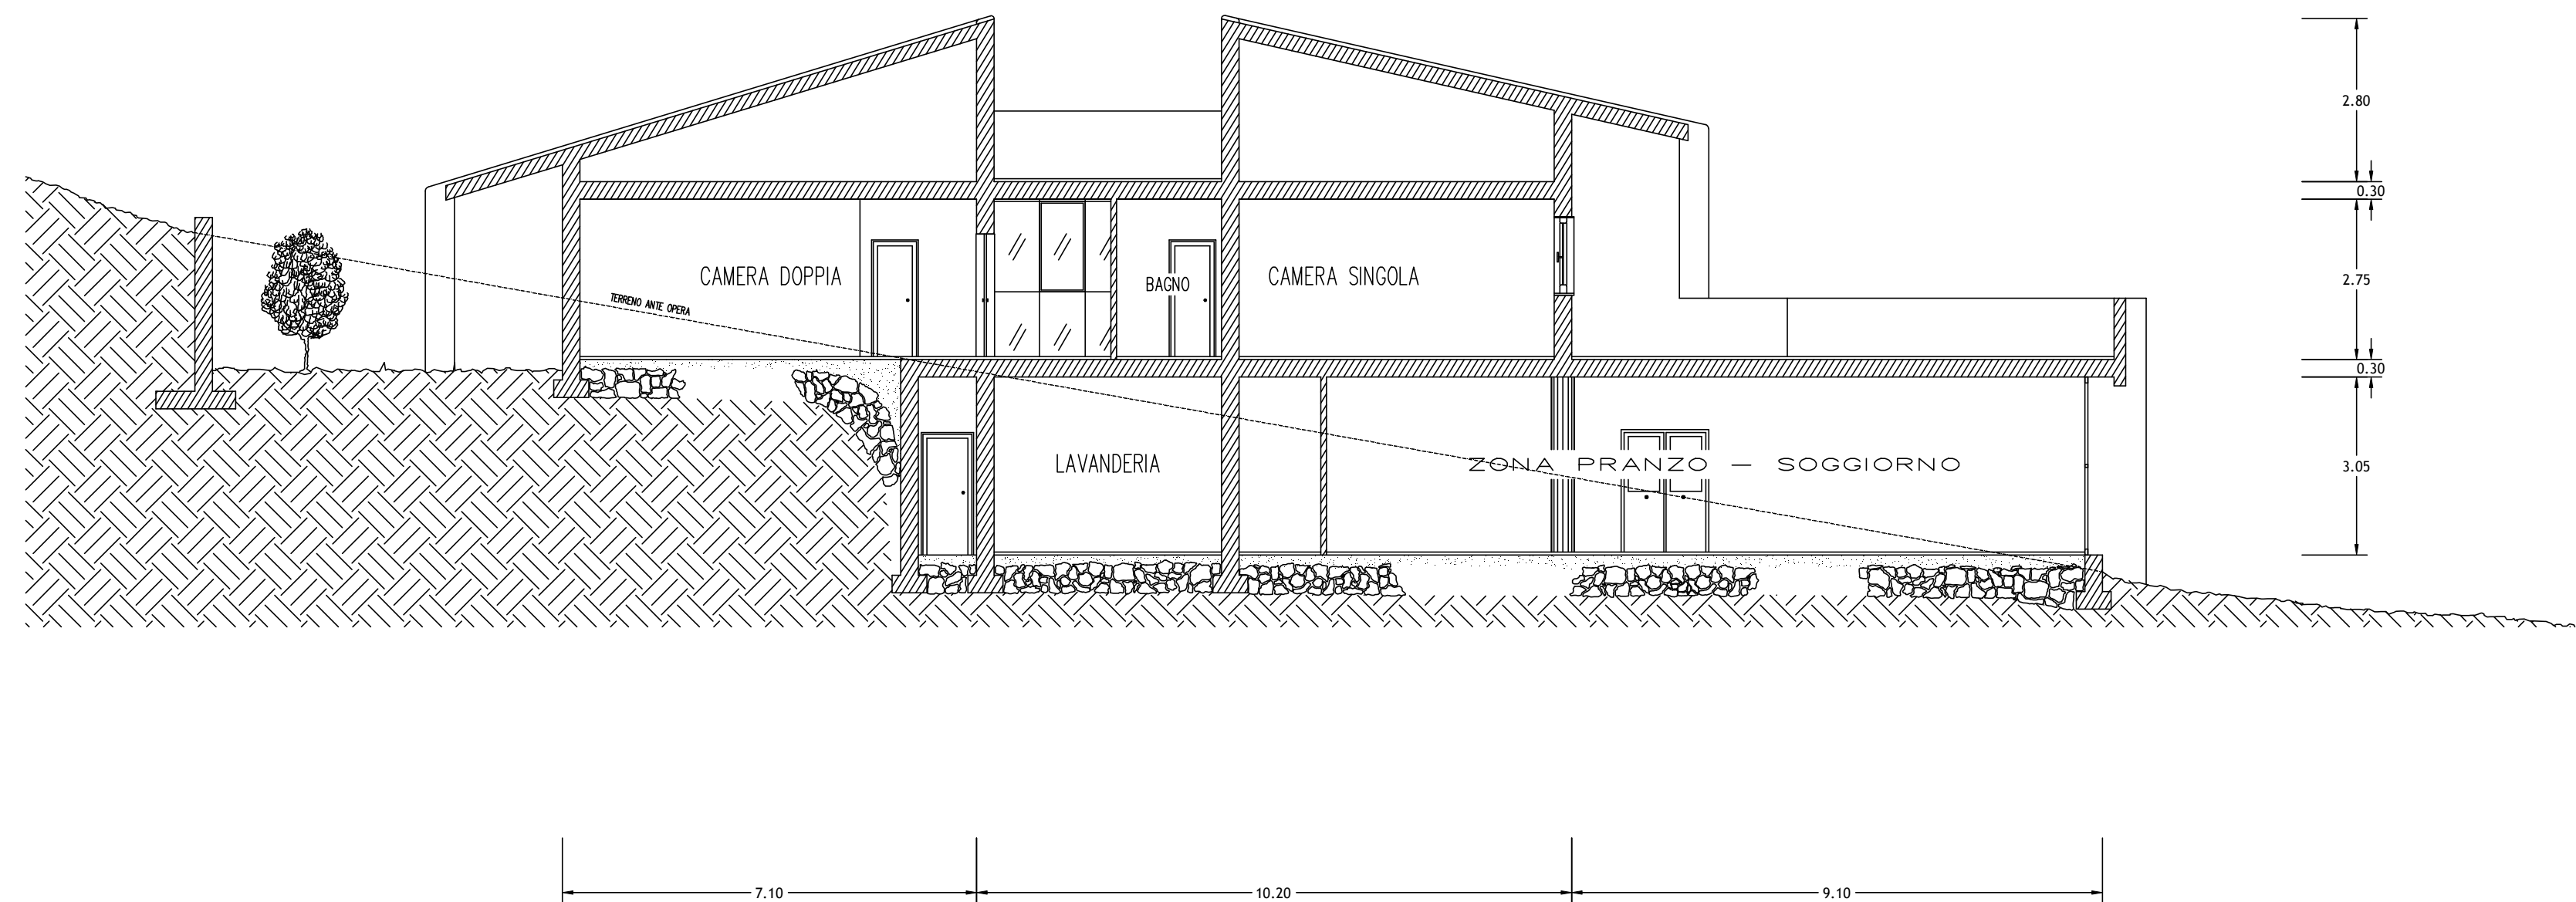 2.80
0.30
CAMERA DOPPIA
BAGNO
CAMERA SINGOLA
2.75
TERRENO ANTE OPERA
0.30
LAVANDERIA
ZONA PRANZO – SOGGIORNO
3.05
7.10
10.20
9.10